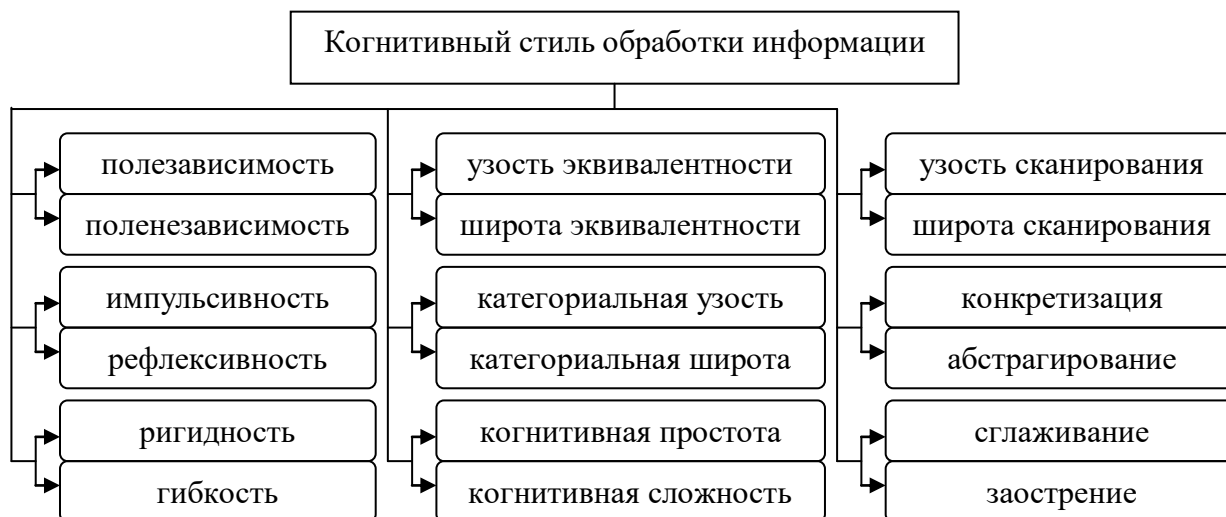 Когнитивный стиль обработки информации
полезависимость
поленезависимость
импульсивность
рефлексивность
ригидность
гибкость
узость эквивалентности
широта эквивалентности
категориальная узость
категориальная широта
когнитивная простота
когнитивная сложность
узость сканирования
широта сканирования
конкретизация
абстрагирование
сглаживание
заострение